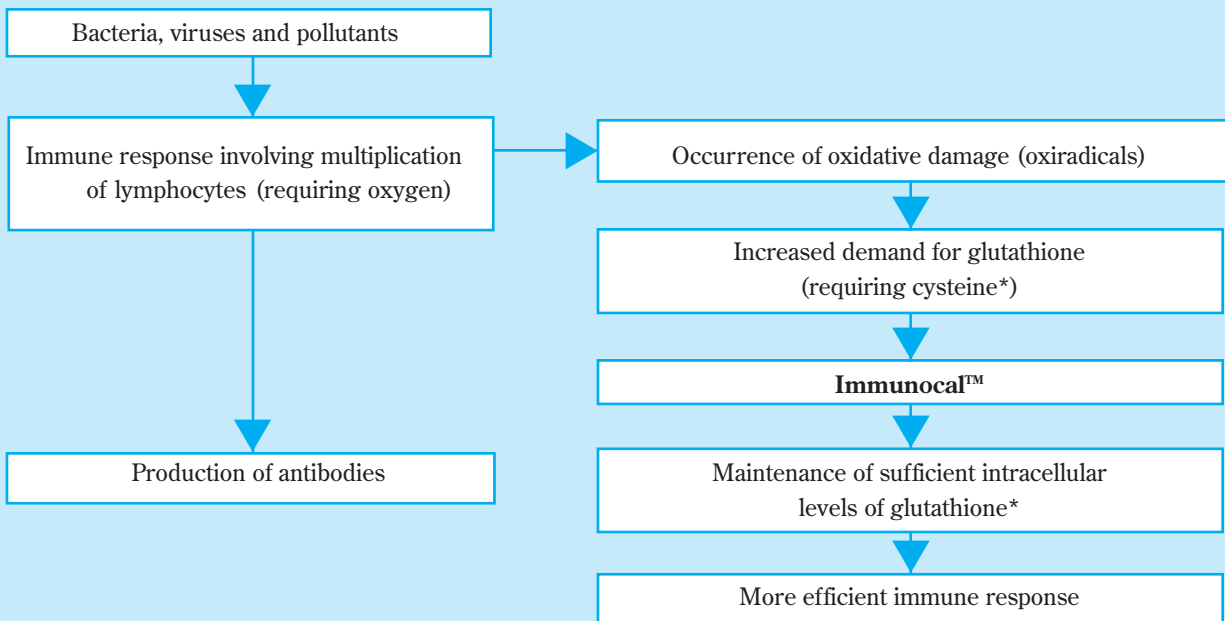 Bacteria, viruses and pollutants
Immune response involving multiplication
of lymphocytes (requiring oxygen)
Production of antibodies
Occurrence of oxidative damage (oxiradicals)
Increased demand for glutathione
(requiring cysteine*)
Immunocal™
Maintenance of sufficient intracellular
levels of glutathione*
More efficient immune response